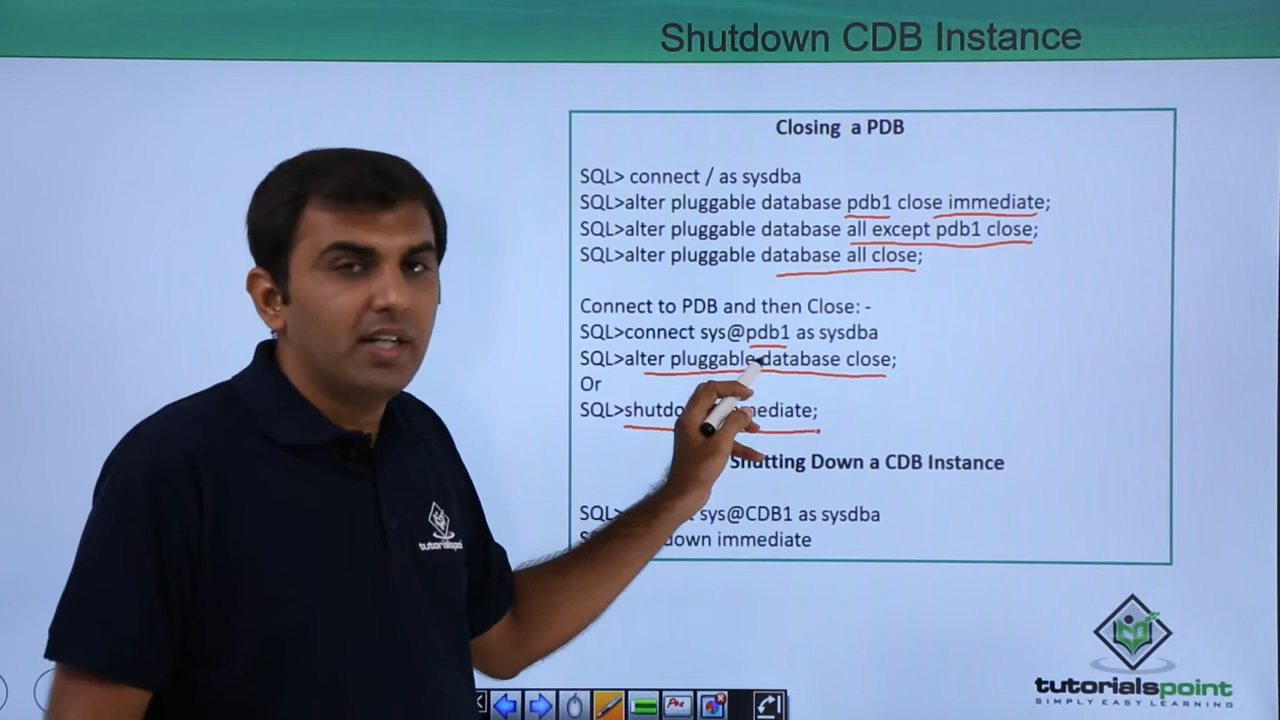 Shutdown CDB Instance
Closing a PDB
SQL> connect / as sysdba
SQL>alter pluggable database pdb1 close immediate;
SQL>alter pluggable database all except pdb1 close;
SQL>alter pluggable database all close;
Connect to PDB and then Close: -
SQL>connect sys@pdb1 as sysdba
SQL>alter pluggable database close;
Or
SQL>shutdo mediate;
Shutting Down a CDB Instance
SQL> sys@CDB1 as sysdba
down immediate
tutorialspoi
tutorialspoint
SIMPLY EASY LEARNING